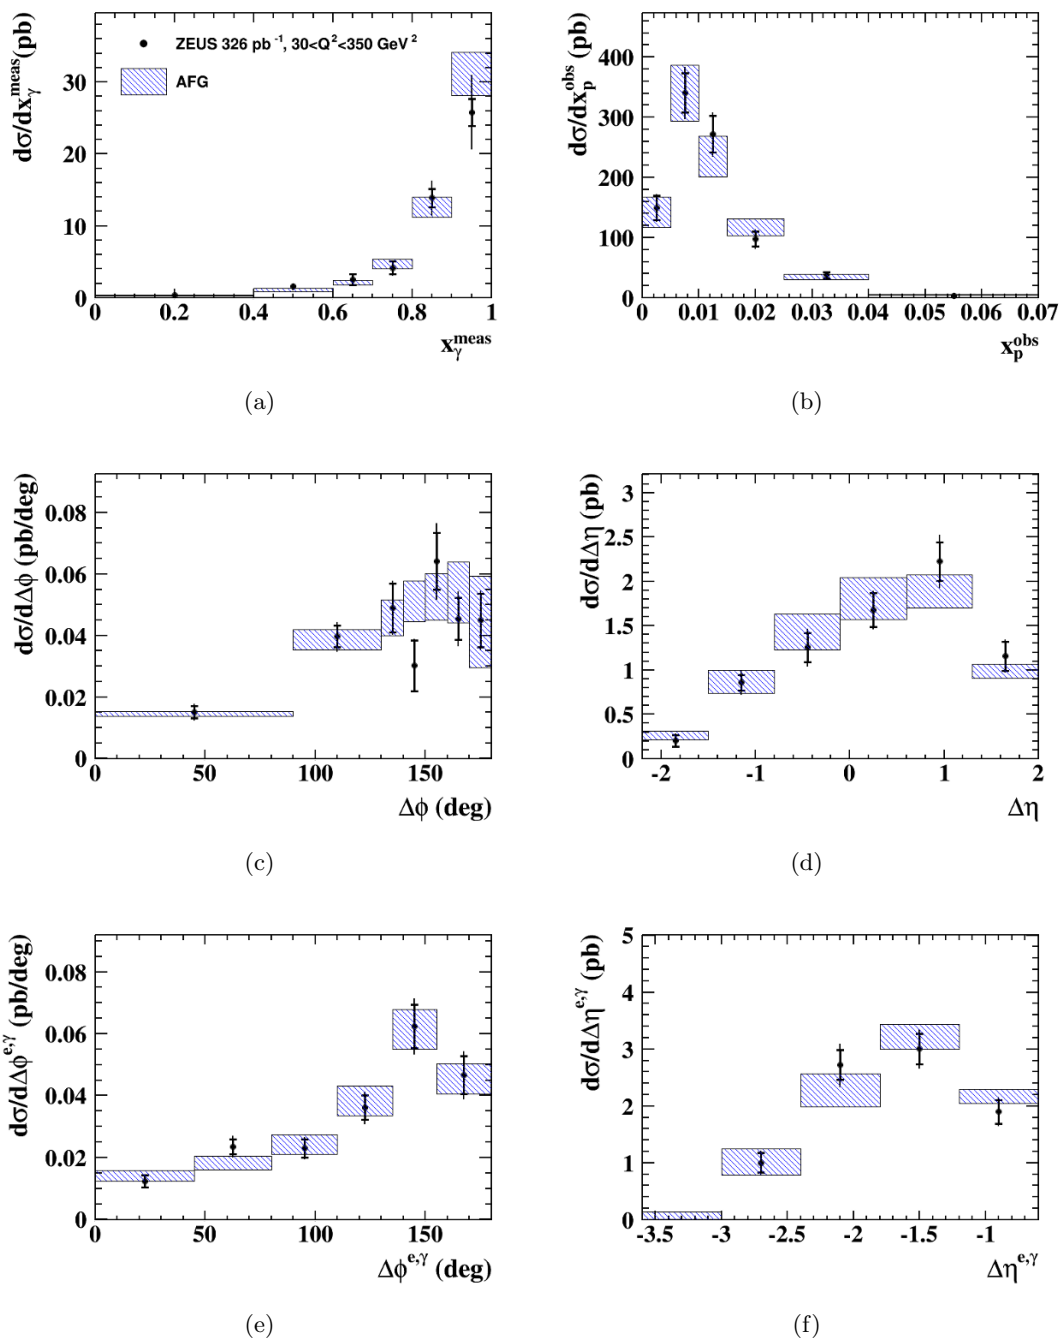 dσ/dx_γ^meas (pb)
30
20
10
0
ZEUS 326 pb⁻¹, 30<Q²<350 GeV²
AFG
0 0.2 0.4 0.6 0.8 1
x_γ^meas
(a)
dσ/dx_p^obs (pb)
400
300
200
100
0
0 0.01 0.02 0.03 0.04 0.05 0.06 0.07
x_p^obs
(b)
dσ/dΔφ (pb/deg)
0.08
0.06
0.04
0.02
0
0 50 100 150
Δφ (deg)
(c)
dσ/dΔη (pb)
3
2.5
2
1.5
1
0.5
0
-2 -1 0 1 2
Δη
(d)
dσ/dΔφ^e,γ (pb/deg)
0.08
0.06
0.04
0.02
0
0 50 100 150
Δφ^e,γ (deg)
(e)
dσ/dΔη^e,γ (pb)
5
4
3
2
1
0
-3.5 -3 -2.5 -2 -1.5 -1
Δη^e,γ
(f)